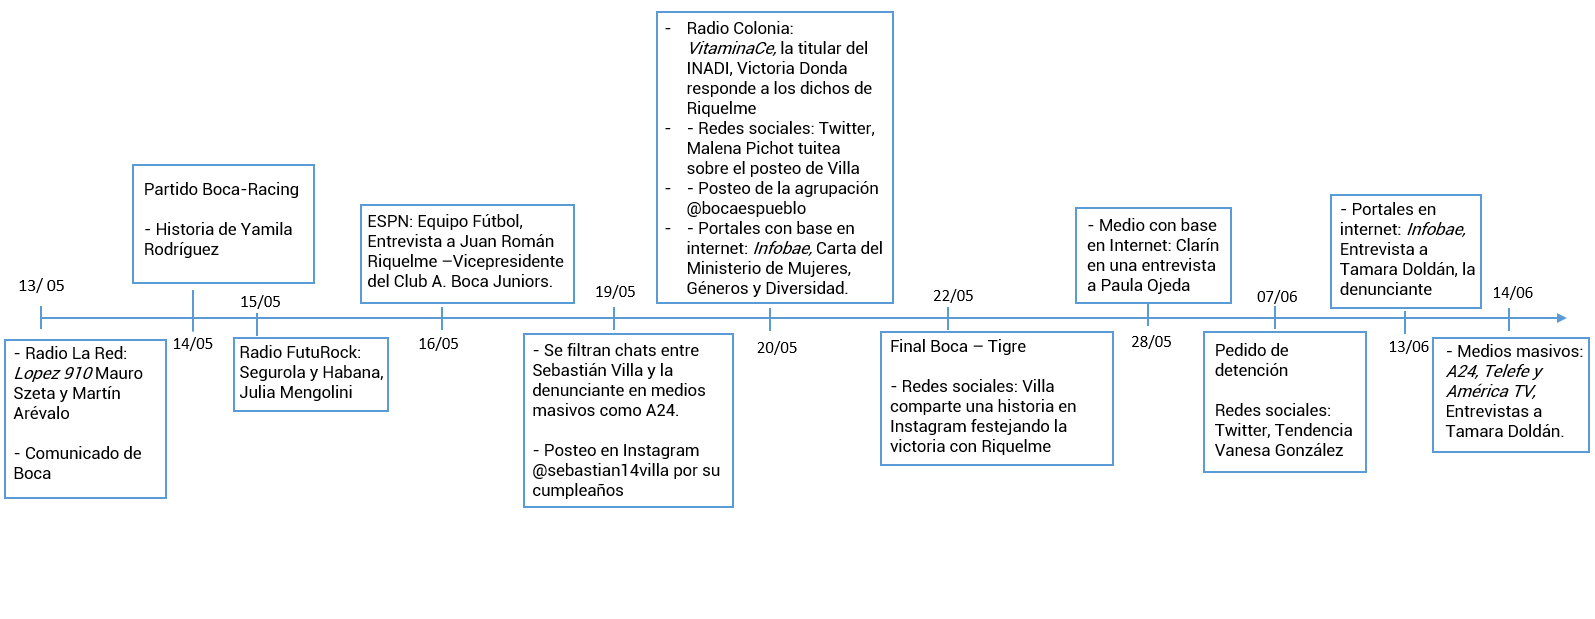 13/ 05
- Radio La Red:
Lopez 910 Mauro
Szeta y Martín
Arévalo
- Comunicado de
Boca
Partido Boca-Racing
- Historia de Yamila
Rodríguez
14/05
15/05
Radio FutuRock:
Segurola y Habana,
Julia Mengolini
ESPN: Equipo Fútbol,
Entrevista a Juan Román
Riquelme –Vicepresidente
del Club A. Boca Juniors.
16/05
19/05
- Se filtran chats entre
Sebastián Villa y la
denunciante en medios
masivos como A24.
- Posteo en Instagram
@sebastian14villa por su
cumpleaños
- Radio Colonia:
VitaminaCe, la titular del
INADI, Victoria Donda
responde a los dichos de
Riquelme
- - Redes sociales: Twitter,
Malena Pichot tuitea
sobre el posteo de Villa
- - Posteo de la agrupación
@bocaespueblo
- - Portales con base en
internet: Infobae, Carta del
Ministerio de Mujeres,
Géneros y Diversidad.
20/05
22/05
Final Boca – Tigre
- Redes sociales: Villa
comparte una historia en
Instagram festejando la
victoria con Riquelme
- Medio con base
en Internet: Clarín
en una entrevista
a Paula Ojeda
28/05
07/06
Pedido de
detención
Redes sociales:
Twitter, Tendencia
Vanesa González
- Portales en
internet: Infobae,
Entrevista a
Tamara Doldán, la
denunciante
13/06
14/06
- Medios masivos:
A24, Telefe y
América TV,
Entrevistas a
Tamara Doldán.